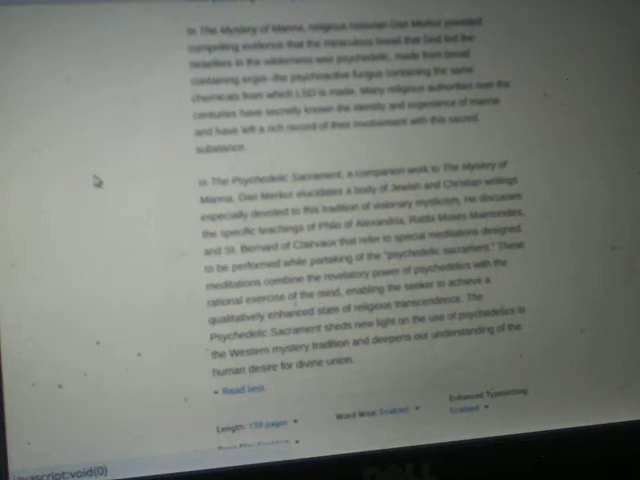 In The Mystery of Manna, religious historian Dan Merkur provided
compelling evidence that the miraculous bread that God fed the
Israelites in the wilderness was psychedelic, made from bread
containing ergot--the psychoactive fungus containing the same
chemicals from which LSD is made. Many religious authorities over the
centuries have secretly known the identity and experience of manna
and have left a rich record of their involvement with this sacred
substance.
In The Psychedelic Sacrament, a companion work to The Mystery of
Manna, Dan Merkur elucidates a body of Jewish and Christian writings
especially devoted to this tradition of visionary mysticism. He discusses
the specific teachings of Philo of Alexandria, Rabbi Moses Maimonides,
and St. Bernard of Clairvaux that refer to special meditations designed
to be performed while partaking of the "psychedelic sacrament." These
meditations combine the revelatory power of psychedelics with the
rational exercise of the mind, enabling the seeker to achieve a
qualitatively enhanced state of religious transcendence. The
Psychedelic Sacrament sheds new light on the use of psychedelics in
the Western mystery tradition and deepens our understanding of the
human desire for divine union.
Read less
Length: 159 pages Word Wise: Enabled Enhanced Typesetting:
Enabled
javascript:void(0)
DELL